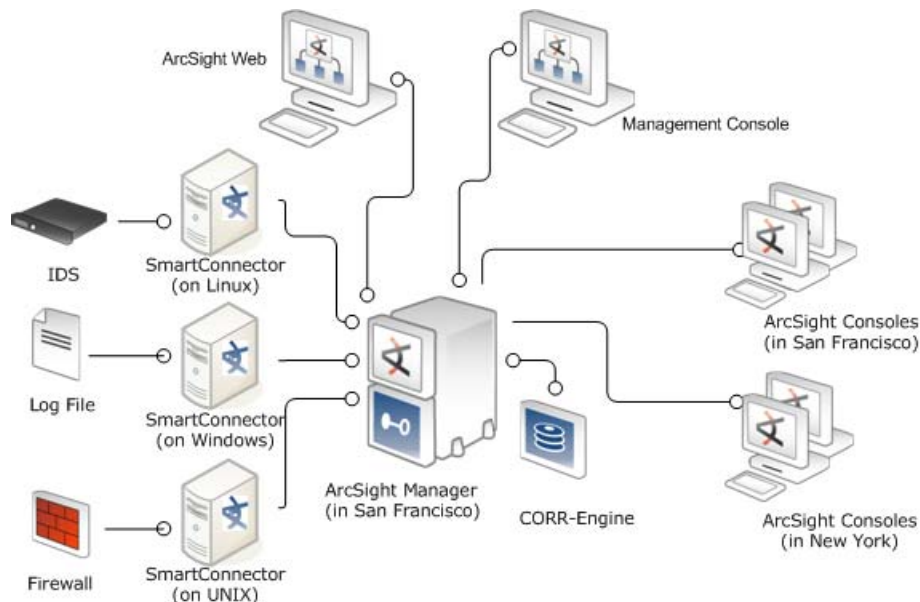 ArcSight Web
Management Console
IDS
SmartConnector
(on Linux)
ArcSight Consoles
(in San Francisco)
Log File
SmartConnector
(on Windows)
ArcSight Manager
(in San Francisco)
CORR-Engine
ArcSight Consoles
(in New York)
Firewall
SmartConnector
(on UNIX)